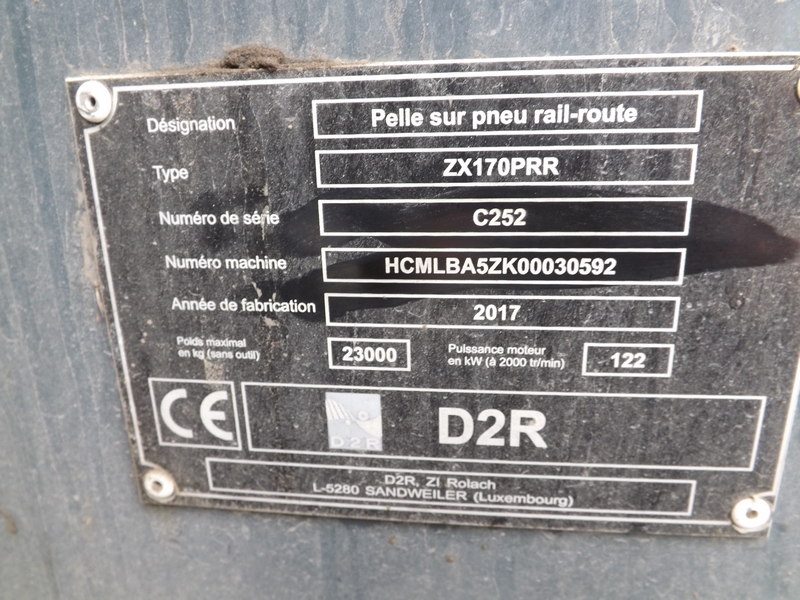 Désignation Pelle sur pneu rail-route
Type ZX170PRR
Numéro de série C252
Numéro machine HCMLBA5ZK00030592
Année de fabrication 2017
Poids maximal
en kg (sans outil) 23000
Puissance moteur
en kW (à 2000 tr/min) 122
CE
D2R
D2R
D2R, ZI Rolach
L-5280 SANDWEILER (Luxembourg)